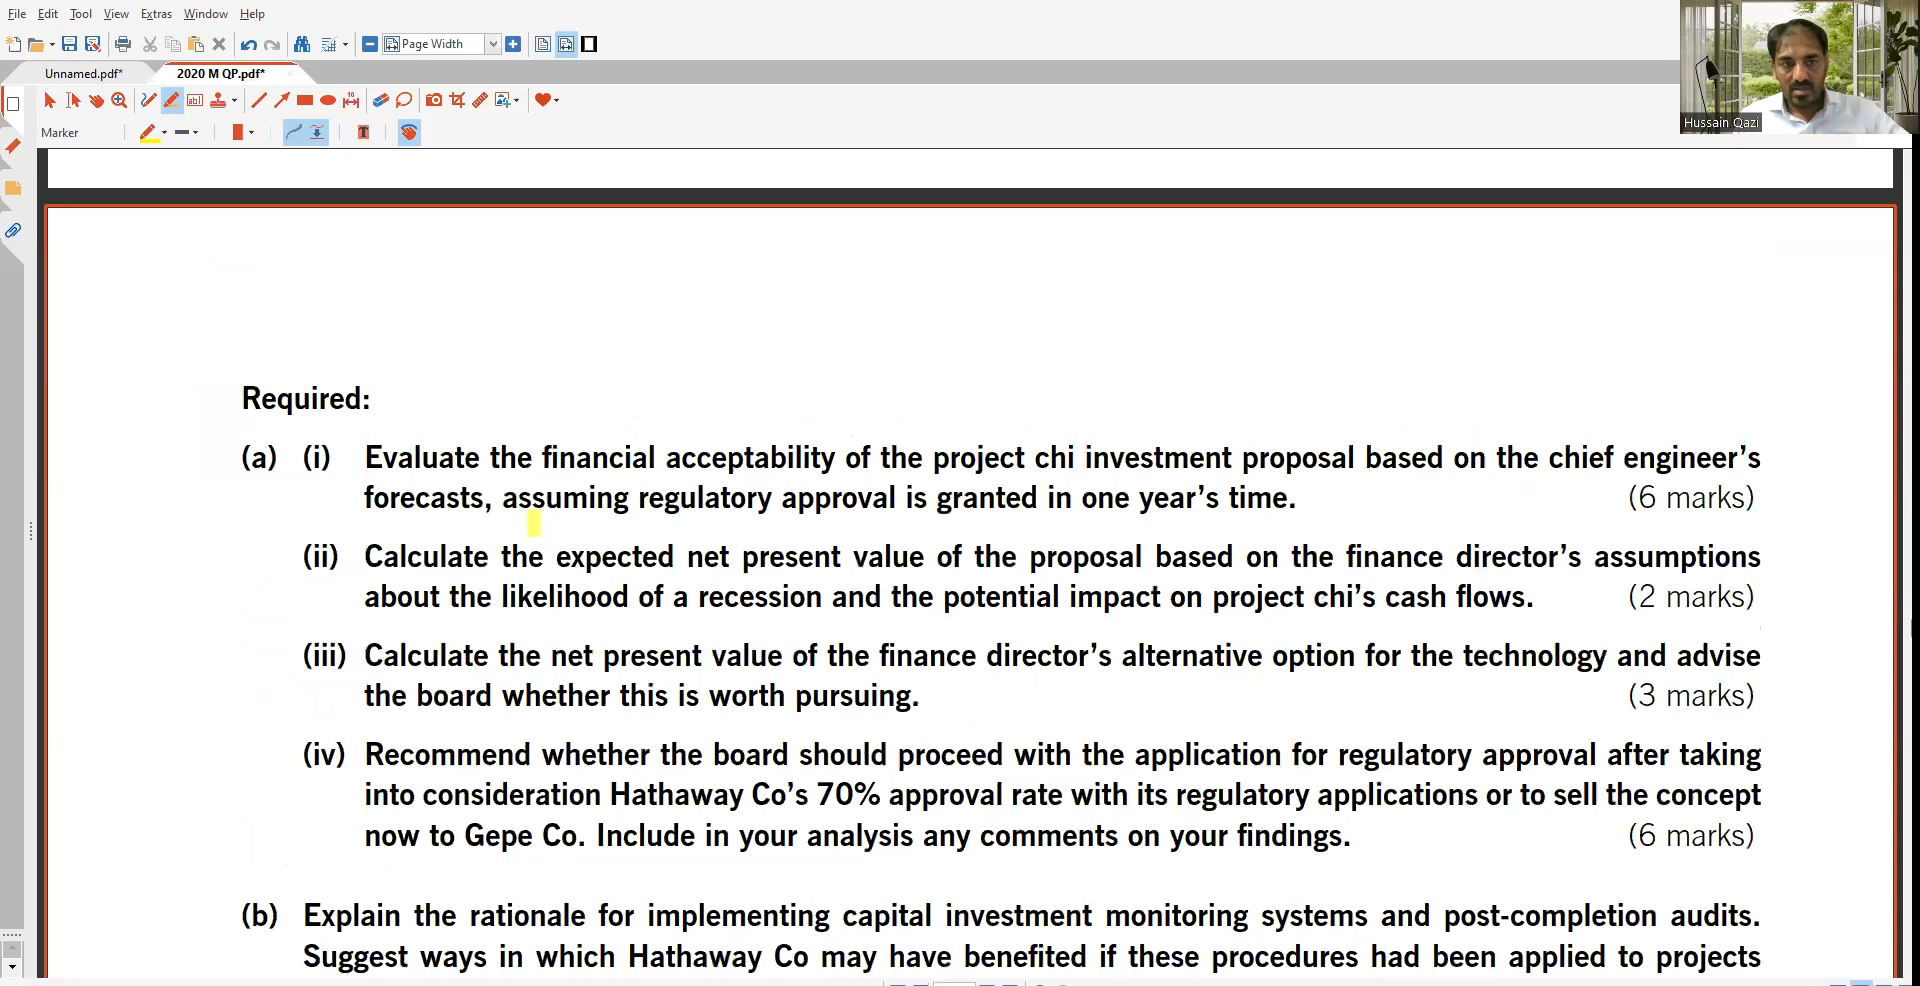 File Edit Tool View Extras Window Help
Page Width
Unnamed.pdf*
2020 M QP.pdf*
Marker
Hussain Qazi
Required:
(a) (i) Evaluate the financial acceptability of the project chi investment proposal based on the chief engineer's
forecasts, assuming regulatory approval is granted in one year's time. (6 marks)
(ii) Calculate the expected net present value of the proposal based on the finance director's assumptions
about the likelihood of a recession and the potential impact on project chi's cash flows. (2 marks)
(iii) Calculate the net present value of the finance director's alternative option for the technology and advise
the board whether this is worth pursuing. (3 marks)
(iv) Recommend whether the board should proceed with the application for regulatory approval after taking
into consideration Hathaway Co's 70% approval rate with its regulatory applications or to sell the concept
now to Gepe Co. Include in your analysis any comments on your findings. (6 marks)
(b) Explain the rationale for implementing capital investment monitoring systems and post-completion audits.
Suggest ways in which Hathaway Co may have benefited if these procedures had been applied to projects